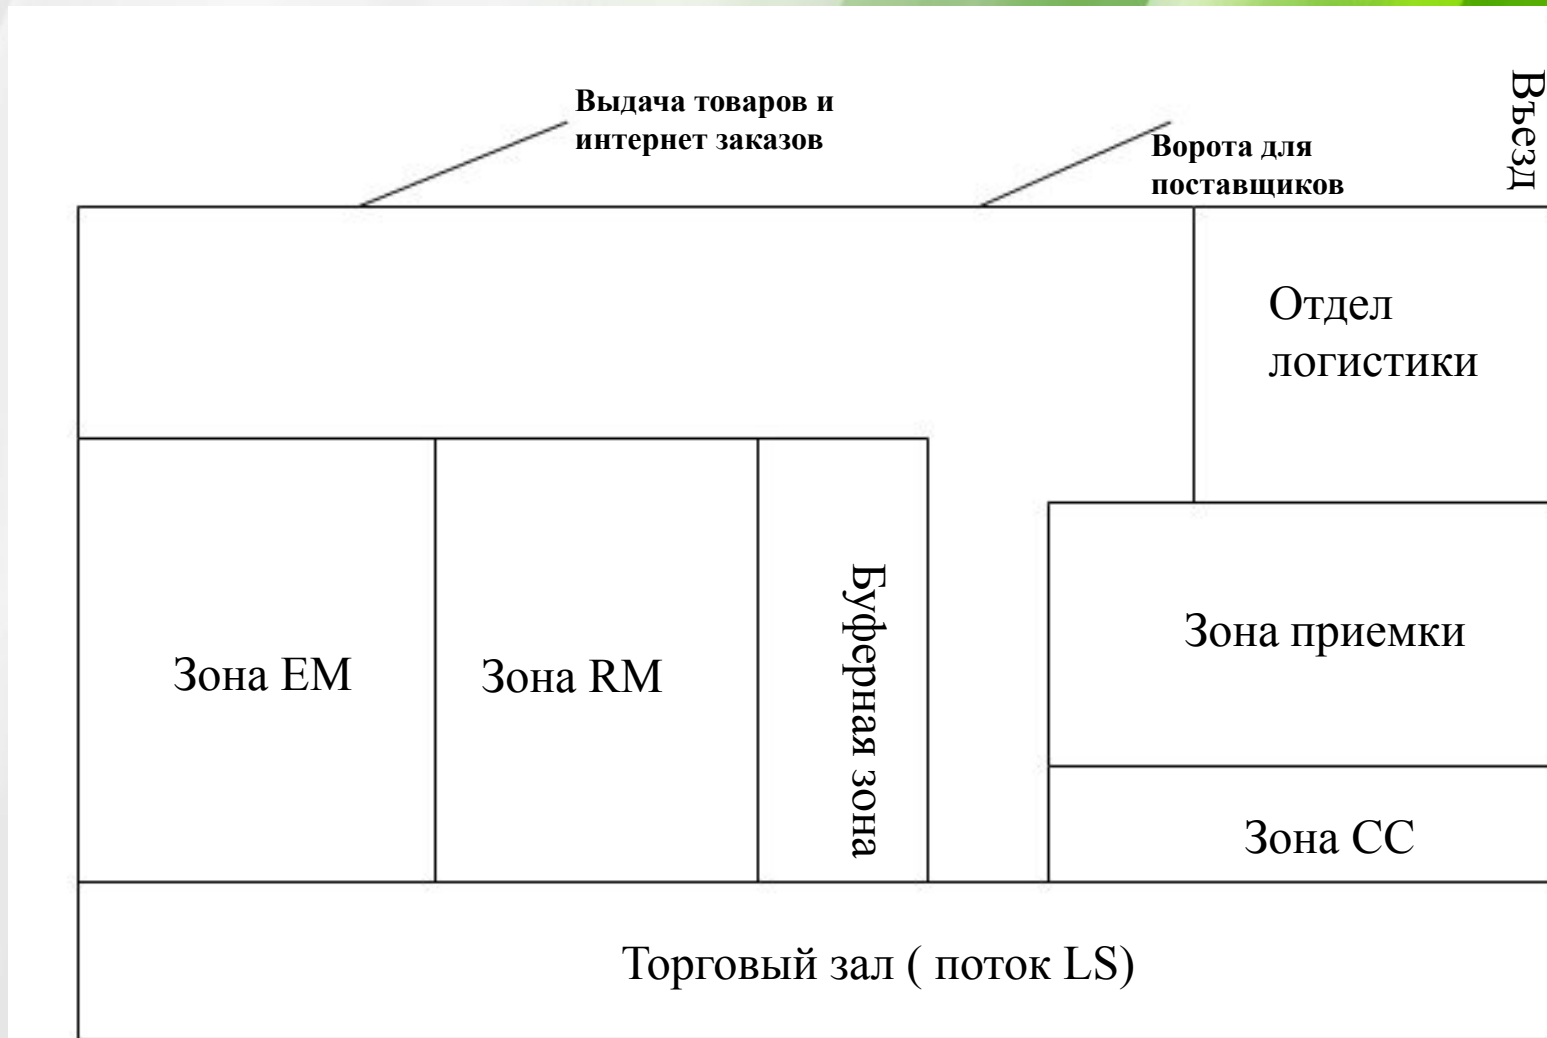 Выдача товаров и
интернет заказов
Ворота для
поставщиков
Въезд
Отдел
логистики
Зона EM
Зона RM
Буферная зона
Зона приемки
Зона СС
Торговый зал ( поток LS)